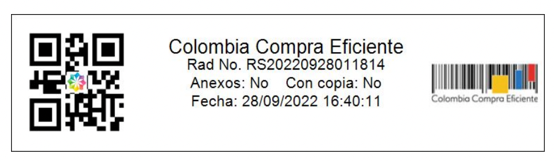 Colombia Compra Eficiente
Rad No. RS20220928011814
Anexos: No Con copia: No
Fecha: 28/09/2022 16:40:11
Colombia Compra Eficiente